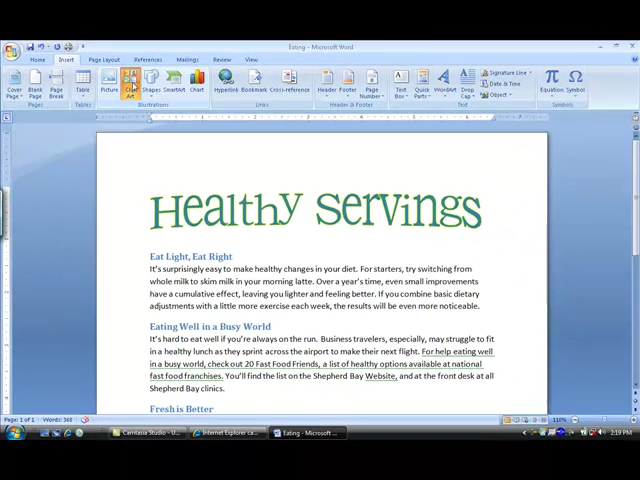 Eating - Microsoft Word
Home Insert Page Layout References Mailings Review View
Cover Page Blank Page Page Break Table Picture Clip Art Shapes SmartArt Chart Hyperlink Bookmark Cross-reference Header Footer Page Number Text Box Quick Parts WordArt Drop Cap Signature Line Date & Time Object Equation Symbol
Pages Tables Illustrations Links Header & Footer Text Symbols
Healthy Servings
Eat Light, Eat Right
It's surprisingly easy to make healthy changes in your diet. For starters, try switching from
whole milk to skim milk in your morning latte. Over a year's time, even small improvements
have a cumulative effect, leaving you lighter and feeling better. If you combine basic dietary
adjustments with a little more exercise each week, the results will be even more noticeable.
Eating Well in a Busy World
It's hard to eat well if you're always on the run. Business travelers, especially, may struggle to fit
in a healthy lunch as they sprint across the airport to make their next flight. For help eating well
in a busy world, check out 20 Fast Food Friends, a list of healthy options available at national
fast food franchises. You'll find the list on the Shepherd Bay Website, and at the front desk at all
Shepherd Bay clinics.
Fresh is Better
Page: 1 of 1 Words: 368 110%
Camtasia Studio - U... Internet Explorer ca... Eating - Microsoft ... 2:19 PM